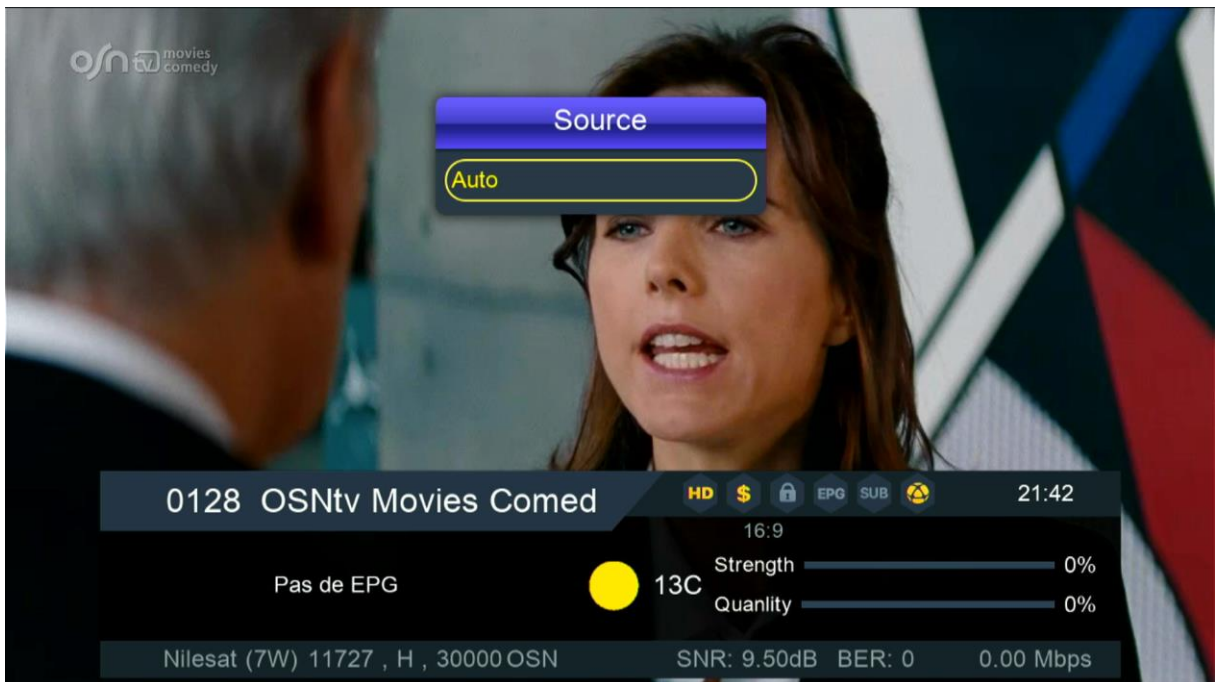 osn tv movies
comedy
Source
Auto
0128 OSNtv Movies Comed
HD $ EPG SUB
21:42
16:9
Pas de EPG
13C
Strength 0%
Quanlity 0%
Nilesat (7W) 11727 , H , 30000 OSN
SNR: 9.50dB BER: 0 0.00 Mbps